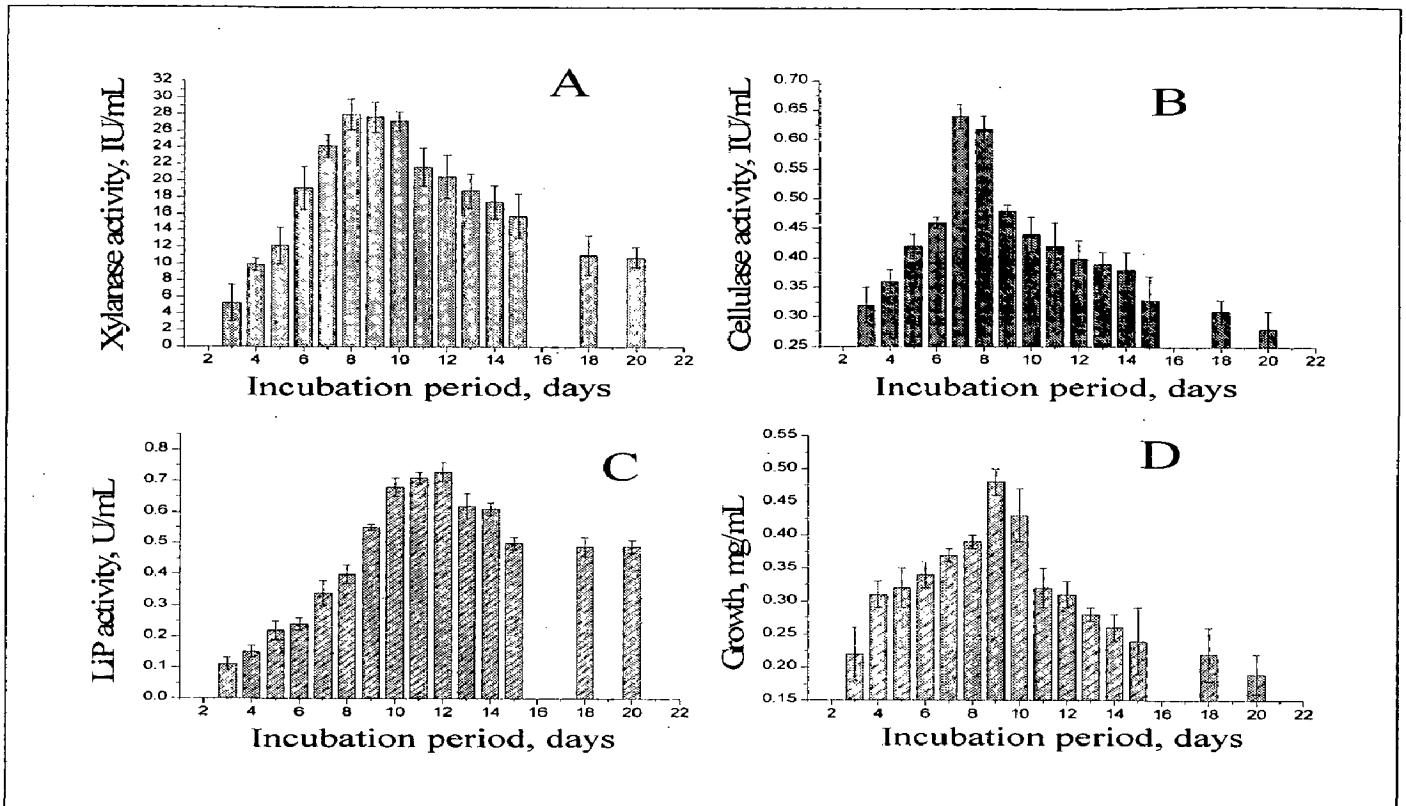 A
Xylanase activity, IU/mL
32
30
28
26
24
22
20
18
16
14
12
10
8
6
4
2
0
2 4 6 8 10 12 14 16 18 20 22
Incubation period, days
B
Cellulase activity, IU/mL
0.70
0.65
0.60
0.55
0.50
0.45
0.40
0.35
0.30
0.25
2 4 6 8 10 12 14 16 18 20 22
Incubation period, days
C
LiP activity, U/mL
0.8
0.7
0.6
0.5
0.4
0.3
0.2
0.1
0.0
2 4 6 8 10 12 14 16 18 20 22
Incubation period, days
D
Growth, mg/mL
0.55
0.50
0.45
0.40
0.35
0.30
0.25
0.20
0.15
2 4 6 8 10 12 14 16 18 20 22
Incubation period, days